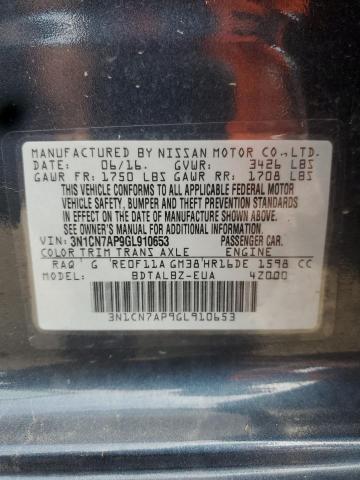 MANUFACTURED BY NISSAN MOTOR CO.,LTD.
DATE: 06/16. GVWR: 3426 LBS
GAWR FR: 1750 LBS GAWR RR: 1708 LBS
THIS VEHICLE CONFORMS TO ALL APPLICABLE FEDERAL MOTOR
VEHICLE SAFETY, BUMPER, AND THEFT PREVENTION STANDARDS
IN EFFECT ON THE DATE OF MANUFACTURE SHOWN ABOVE.
SEE OWNER'S MANUAL FOR ADDITIONAL INFORMATION.
VIN: 3N1CN7AP9GL910653 PASSENGER CAR.
COLOR TRIM TRANS AXLE ENGINE
RAQ G RE0F11A GM38 HR16DE 1598 CC
MODEL: BDTALBZ-EUA 4Z000
3N1CN7AP9GL910653